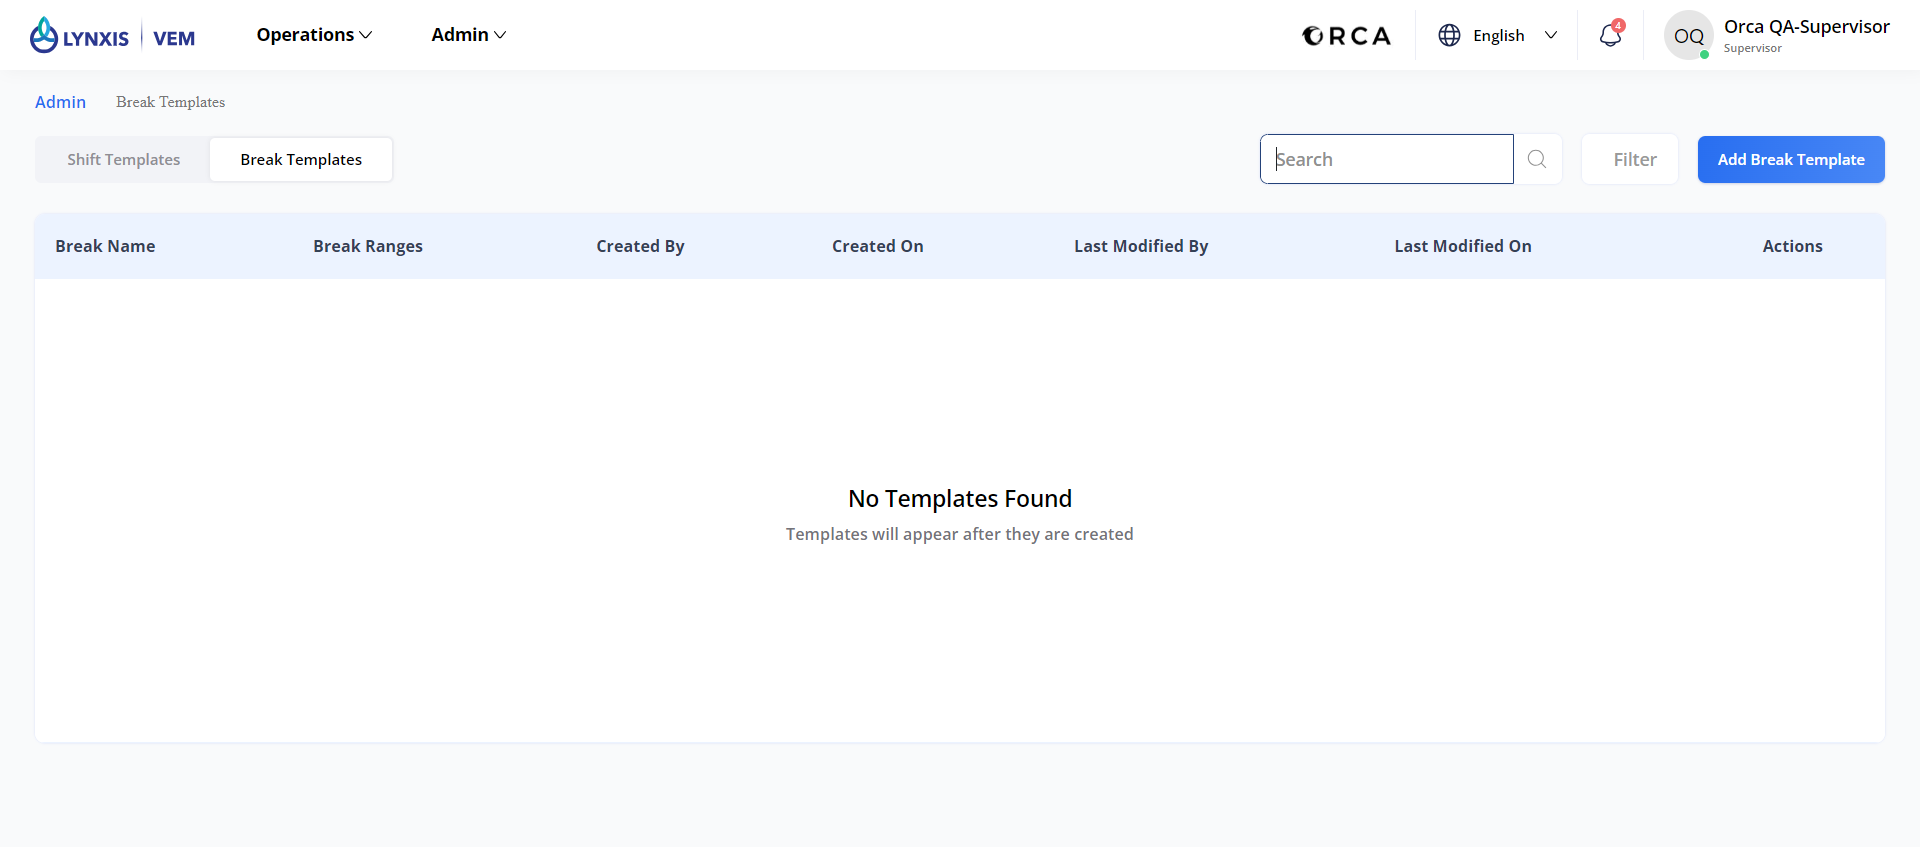 LYNXIS VEM
Operations
Admin
ORCA
English
4
OQ
Orca QA-Supervisor
Supervisor
Admin
Break Templates
Shift Templates
Break Templates
Search
Filter
Add Break Template
Break Name
Break Ranges
Created By
Created On
Last Modified By
Last Modified On
Actions
No Templates Found
Templates will appear after they are created